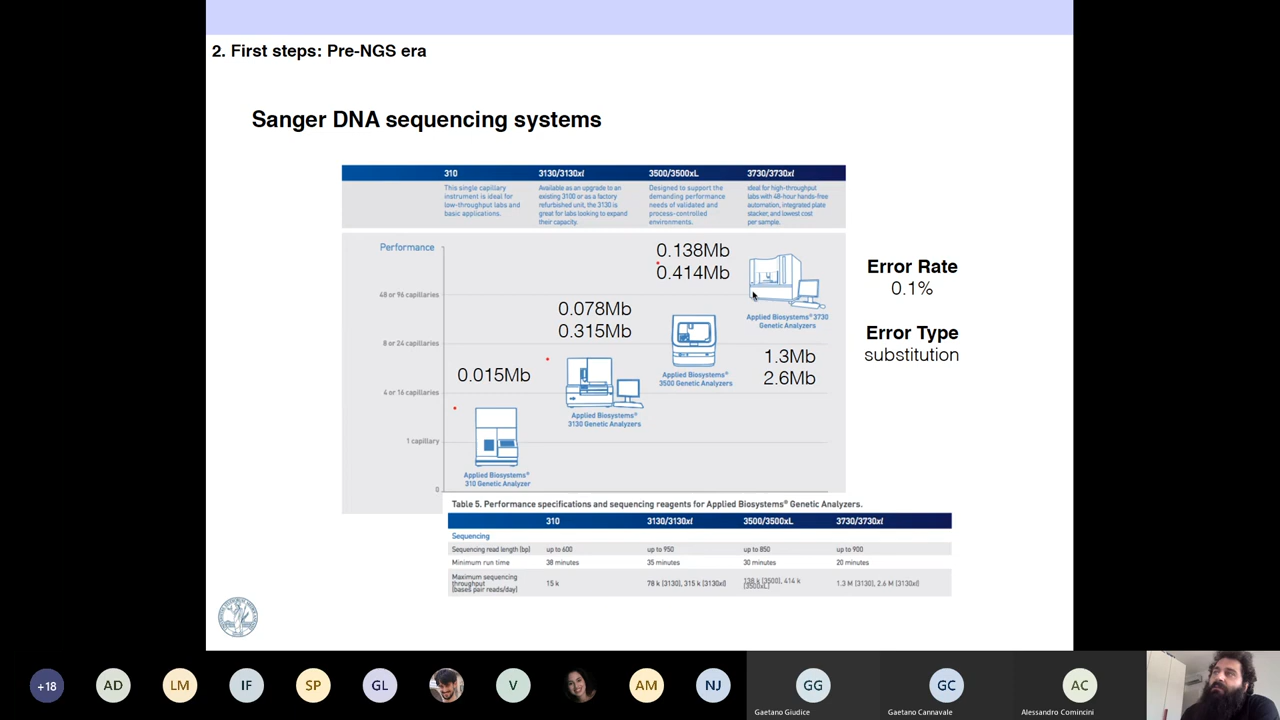 2. First steps: Pre-NGS era
Sanger DNA sequencing systems
310
3130/3130xl
3500/3500xL
3730/3730xl
This single capillary
instrument is ideal for
low-throughput labs and
basic applications.
Available as an upgrade to an
existing 3100 or as a factory
refurbished unit, the 3130 is
great for labs looking to expand
their capacity.
Designed to support the
demanding performance
needs of validated and
process-controlled
environments.
ideal for high-throughput
labs with 48-hour hands-free
automation, integrated plate
stacker, and lowest cost
per sample.
Performance
48 or 96 capillaries
8 or 24 capillaries
4 or 16 capillaries
1 capillary
0
0.015Mb
0.078Mb
0.315Mb
0.138Mb
0.414Mb
1.3Mb
2.6Mb
Applied Biosystems®
310 Genetic Analyzer
Applied Biosystems®
3130 Genetic Analyzers
Applied Biosystems®
3500 Genetic Analyzers
Applied Biosystems® 3730
Genetic Analyzers
Error Rate
0.1%
Error Type
substitution
Table 5. Performance specifications and sequencing reagents for Applied Biosystems® Genetic Analyzers.
310 3130/3130xl 3500/3500xL 3730/3730xl
Sequencing
Sequencing read length (bp) up to 600 up to 950 up to 850 up to 900
Minimum run time 38 minutes 35 minutes 30 minutes 20 minutes
Maximum sequencing
throughput
(bases pair reads/day)
15 k
78 k (3130), 315 k (3130xl)
138 k (3500), 414 k
(3500xL)
1.3 M (3130), 2.6 M (3130xl)
+18 AD LM IF SP GL V AM NJ GG GC AC
Gaetano Giudice Gaetano Cannavale Alessandro Comincini